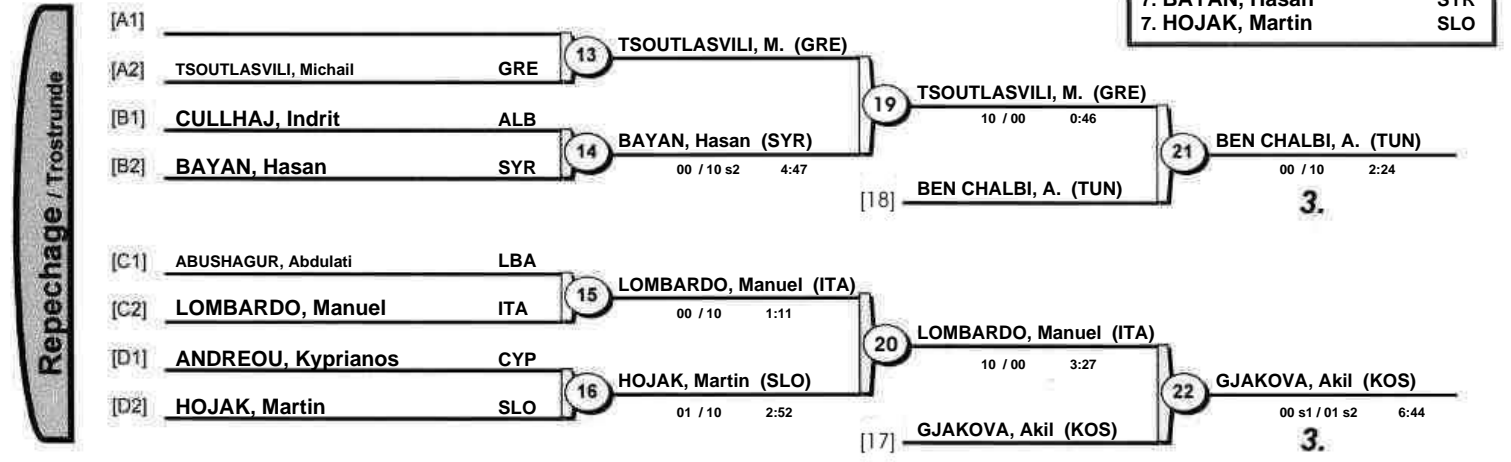 7. BAYAN, Hasan SYR
7. HOJAK, Martin SLO
Repechage / Trostrunde
[A1]
[A2] TSOUTLASVILI, Michail GRE
13 TSOUTLASVILI, M. (GRE)
[B1] CULLHAJ, Indrit ALB
[B2] BAYAN, Hasan SYR
14 BAYAN, Hasan (SYR)
00 / 10 s2 4:47
19 TSOUTLASVILI, M. (GRE)
10 / 00 0:46
[18] BEN CHALBI, A. (TUN)
21 BEN CHALBI, A. (TUN)
00 / 10 2:24
3.
[C1] ABUSHAGUR, Abdulati LBA
[C2] LOMBARDO, Manuel ITA
15 LOMBARDO, Manuel (ITA)
00 / 10 1:11
[D1] ANDREOU, Kyprianos CYP
[D2] HOJAK, Martin SLO
16 HOJAK, Martin (SLO)
01 / 10 2:52
20 LOMBARDO, Manuel (ITA)
10 / 00 3:27
[17] GJAKOVA, Akil (KOS)
22 GJAKOVA, Akil (KOS)
00 s1 / 01 s2 6:44
3.